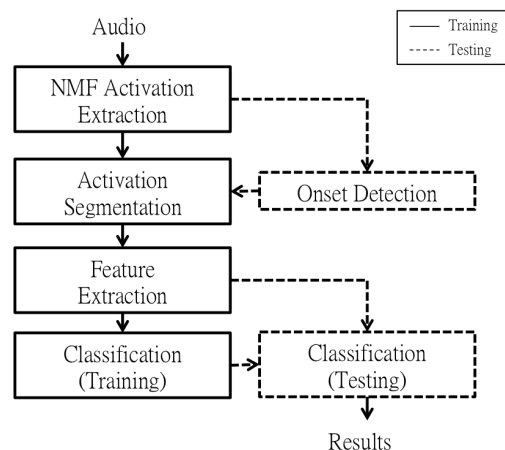 Audio
Training
Testing
NMF Activation
Extraction
Activation
Segmentation
Onset Detection
Feature
Extraction
Classification
(Training)
Classification
(Testing)
Results